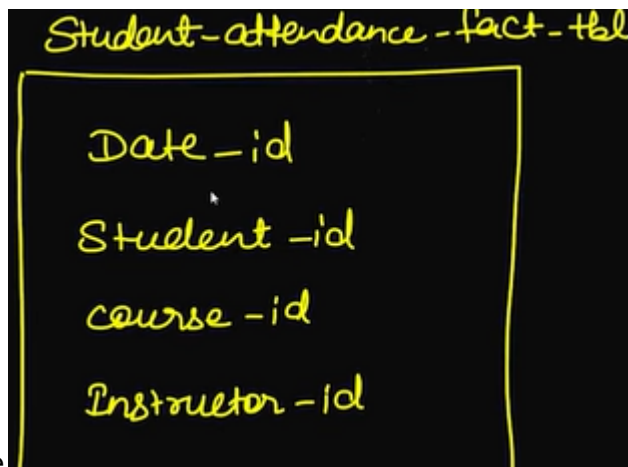 Student-attendance-fact-tbl
Date-id
Student-id
course-id
Instructor-id